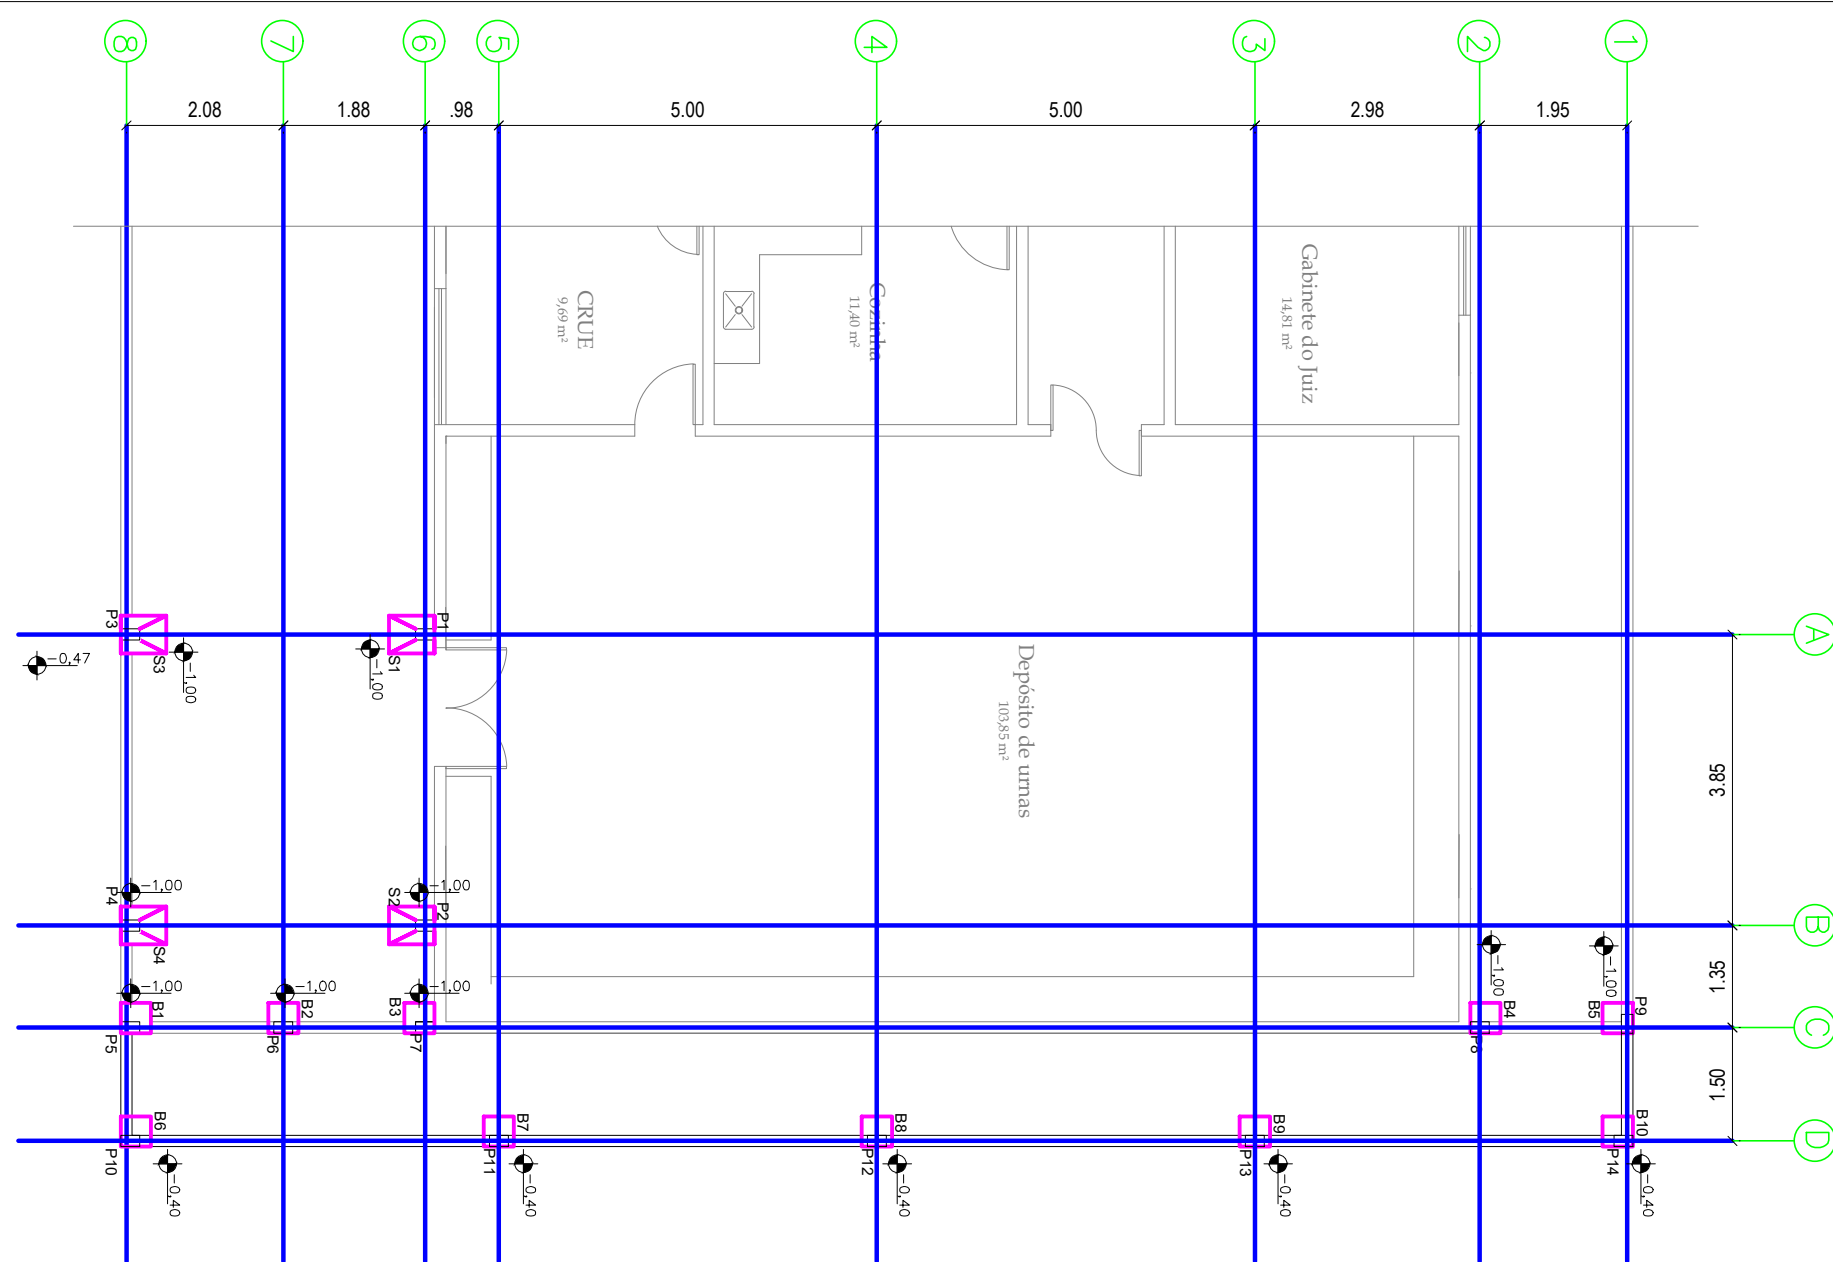 8
7
6
5
4
3
2
1
2.08
1.88
.98
5.00
5.00
2.98
1.95
CRUE
9,69 m²
Cozinha
11,40 m²
Gabinete do Juiz
14,81 m²
A
P3
S3
-1,00
-0,47
P1
S1
-1,00
Depósito de urnas
103,85 m²
3.85
P4
-1,00
S4
S2
-1,00
P2
B
-1,00
-1,00
1.35
-1,00
B1
P5
-1,00
B2
P6
-1,00
B3
P7
B4
P8
B5
P9
C
1.50
B6
P10
-0,40
B7
P11
-0,40
B8
P12
-0,40
B9
P13
-0,40
B10
P14
-0,40
D